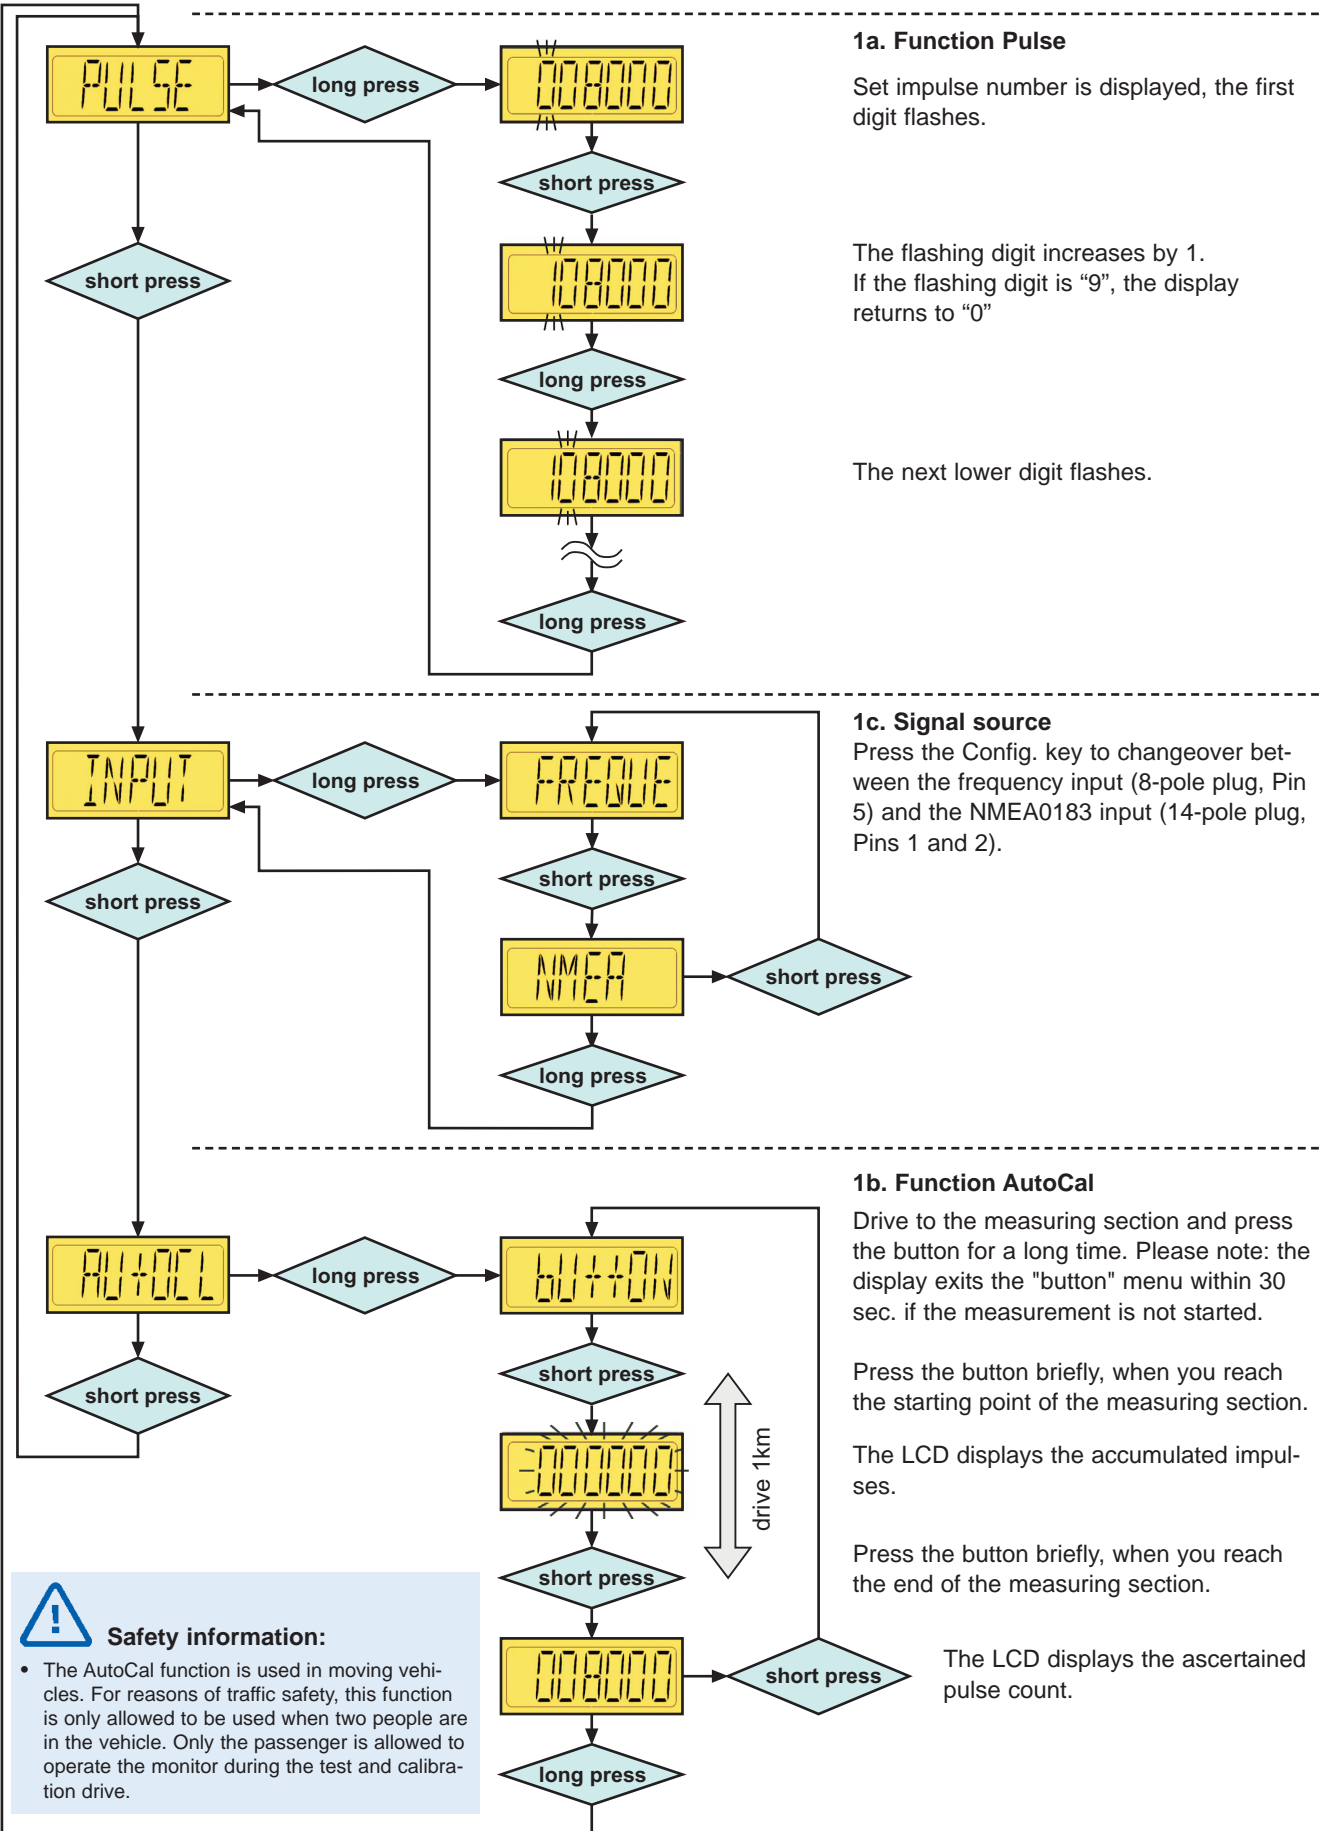 1a. Function Pulse
PULSE
long press
008000
Set impulse number is displayed, the first
digit flashes.
short press
short press
108000
The flashing digit increases by 1.
If the flashing digit is “9”, the display
returns to “0”
long press
108000
The next lower digit flashes.
long press
1c. Signal source
INPUT
long press
FREQUE
Press the Config. key to changeover bet-
ween the frequency input (8-pole plug, Pin
5) and the NMEA0183 input (14-pole plug,
Pins 1 and 2).
short press
short press
NMEA
short press
long press
1b. Function AutoCal
AUtOCL
long press
bUttON
Drive to the measuring section and press
the button for a long time. Please note: the
display exits the "button" menu within 30
sec. if the measurement is not started.
short press
short press
Press the button briefly, when you reach
the starting point of the measuring section.
000000
drive 1km
The LCD displays the accumulated impul-
ses.
short press
Press the button briefly, when you reach
the end of the measuring section.
008000
short press
The LCD displays the ascertained
pulse count.
long press
Safety information:
• The AutoCal function is used in moving vehi-
cles. For reasons of traffic safety, this function
is only allowed to be used when two people are
in the vehicle. Only the passenger is allowed to
operate the monitor during the test and calibra-
tion drive.